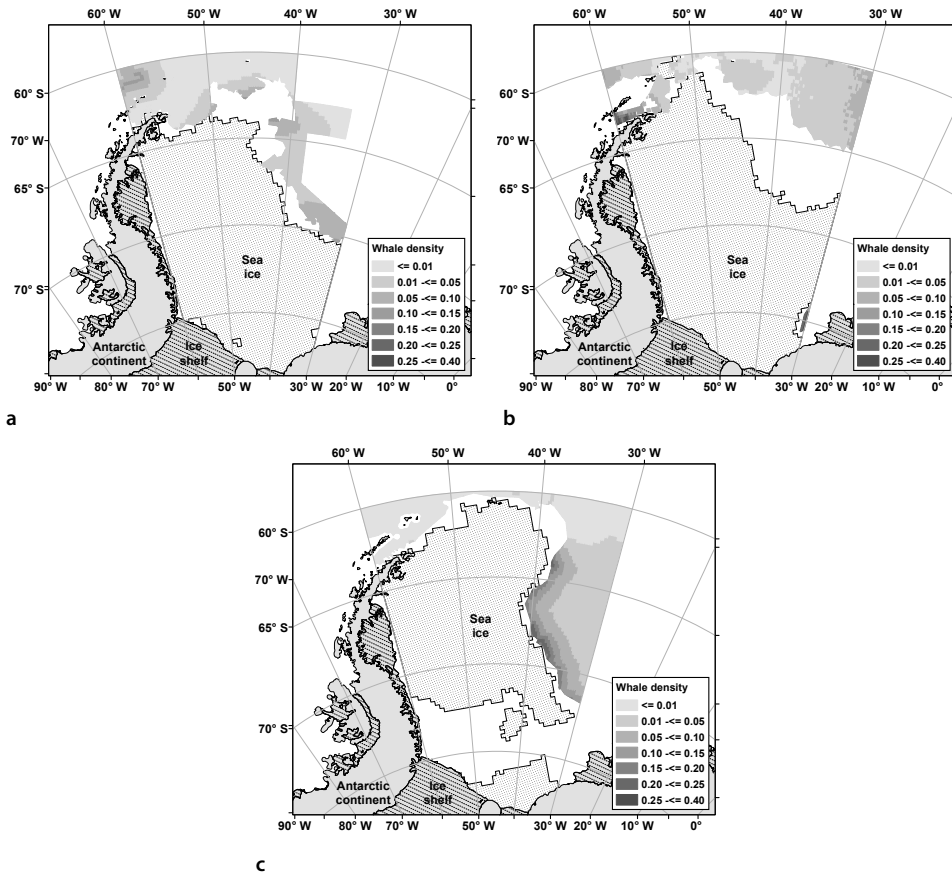 60° W 50° W 40° W 30° W
60° S
70° W
65° S
70° S
Sea
ice
Antarctic
continent
Ice
shelf
Whale density
<= 0.01
0.01 -<= 0.05
0.05 -<= 0.10
0.10 -<= 0.15
0.15 -<= 0.20
0.20 -<= 0.25
0.25 -<= 0.40
90° W 80° W 70° W 50° W 40° W 30° W 20° W 0°
a
60° W 50° W 40° W 30° W
60° S
70° W
65° S
70° S
Sea
ice
Antarctic
continent
Ice
shelf
Whale density
<= 0.01
0.01 -<= 0.05
0.05 -<= 0.10
0.10 -<= 0.15
0.15 -<= 0.20
0.20 -<= 0.25
0.25 -<= 0.40
90° W 80° W 70° W 50° W 40° W 30° W 20° W 0°
b
60° W 50° W 40° W 30° W
60° S
70° W
65° S
70° S
Sea
ice
Antarctic
continent
Ice
shelf
Whale density
<= 0.01
0.01 -<= 0.05
0.05 -<= 0.10
0.10 -<= 0.15
0.15 -<= 0.20
0.20 -<= 0.25
0.25 -<= 0.40
90° W 80° W 70° W 50° W 40° W 30° W 20° W 0°
c